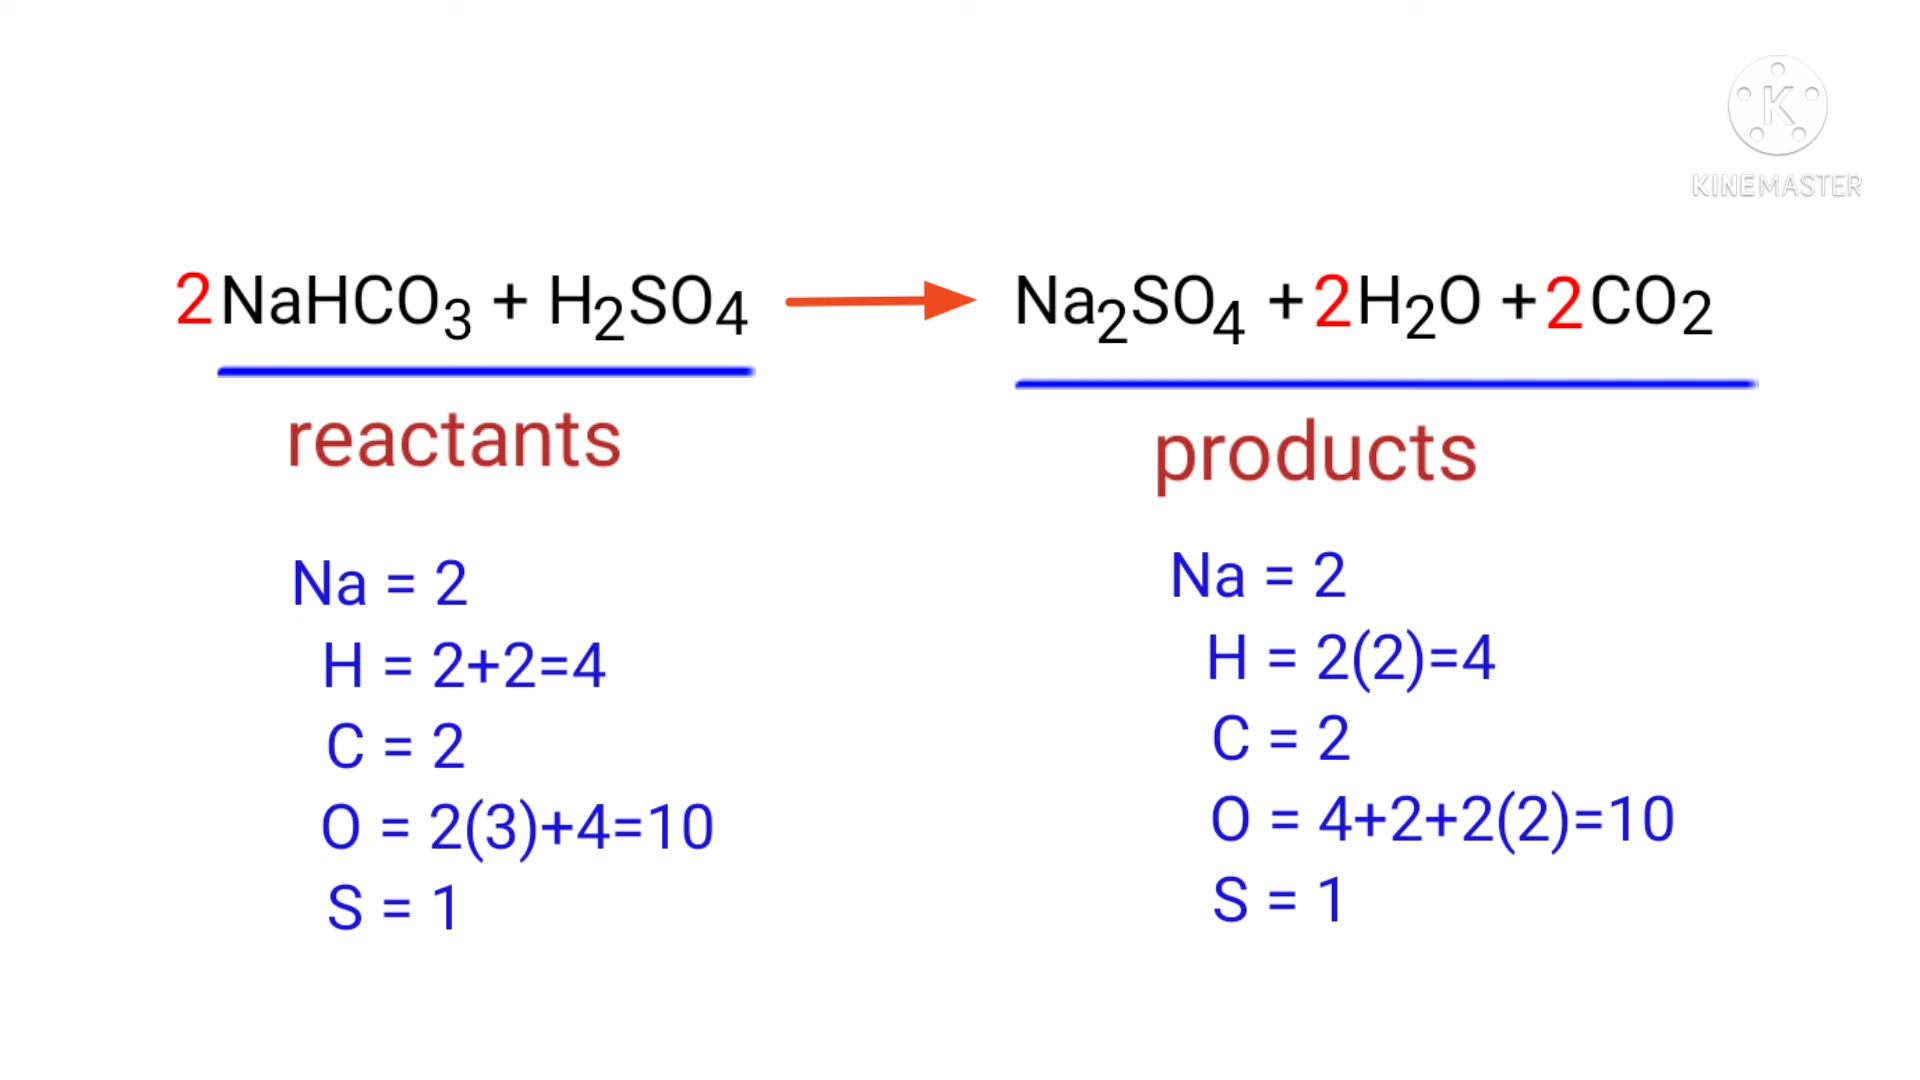 K
KINEMASTER
2NaHCO3 + H2SO4 → Na2SO4 +2H2O +2CO2
reactants
products
Na = 2
H = 2+2=4
C = 2
O = 2(3)+4=10
S = 1
Na = 2
H = 2(2)=4
C = 2
O = 4+2+2(2)=10
S = 1